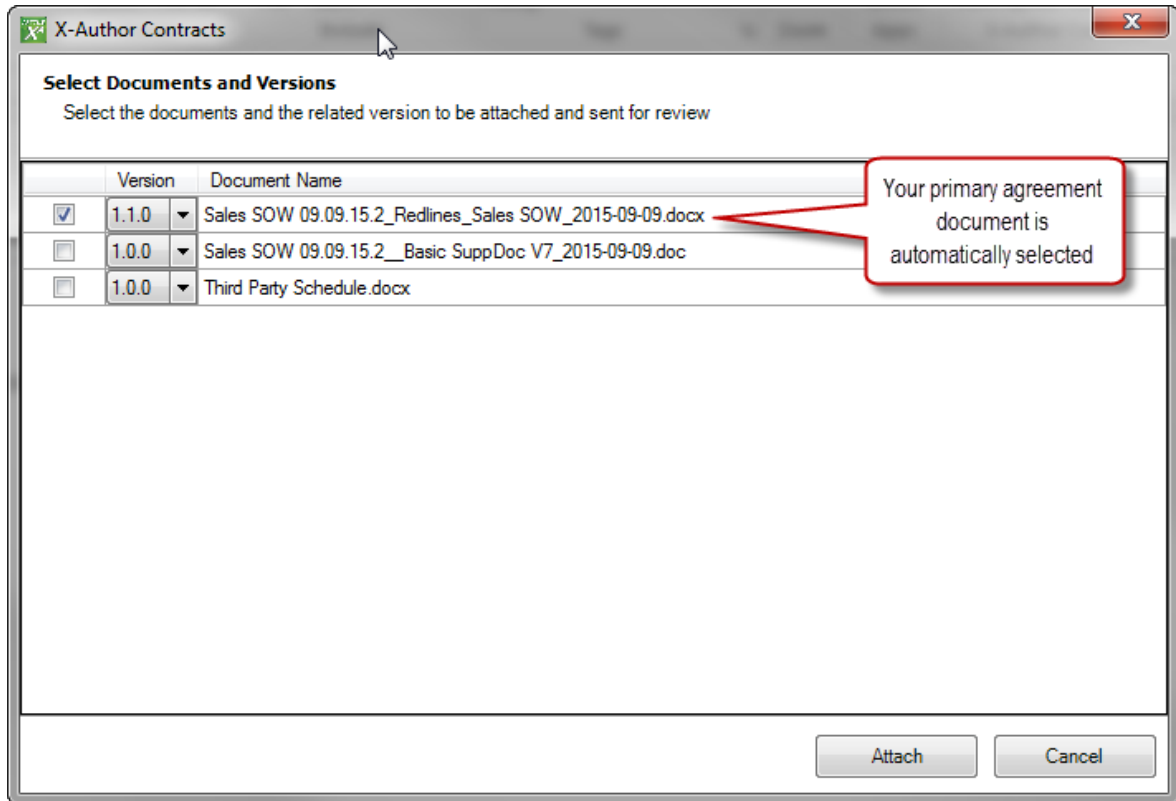 X-Author Contracts
Select Documents and Versions
Select the documents and the related version to be attached and sent for review
Version Document Name
1.1.0 Sales SOW 09.09.15.2_Redlines_Sales SOW_2015-09-09.docx
1.0.0 Sales SOW 09.09.15.2__Basic SuppDoc V7_2015-09-09.doc
1.0.0 Third Party Schedule.docx
Your primary agreement
document is
automatically selected
Attach Cancel